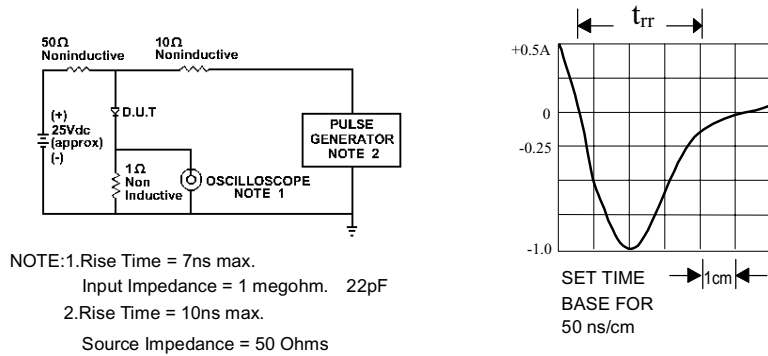 50Ω
Noninductive
10Ω
Noninductive
D.U.T
(+)
25Vdc
(approx)
(-)
1Ω
Non
Inductive
OSCILLOSCOPE
NOTE 1
PULSE
GENERATOR
NOTE 2
NOTE:1.Rise Time = 7ns max.
Input Impedance = 1 megohm. 22pF
2.Rise Time = 10ns max.
Source Impedance = 50 Ohms
trr
+0.5A
0
-0.25
-1.0
SET TIME
BASE FOR
50 ns/cm
1cm